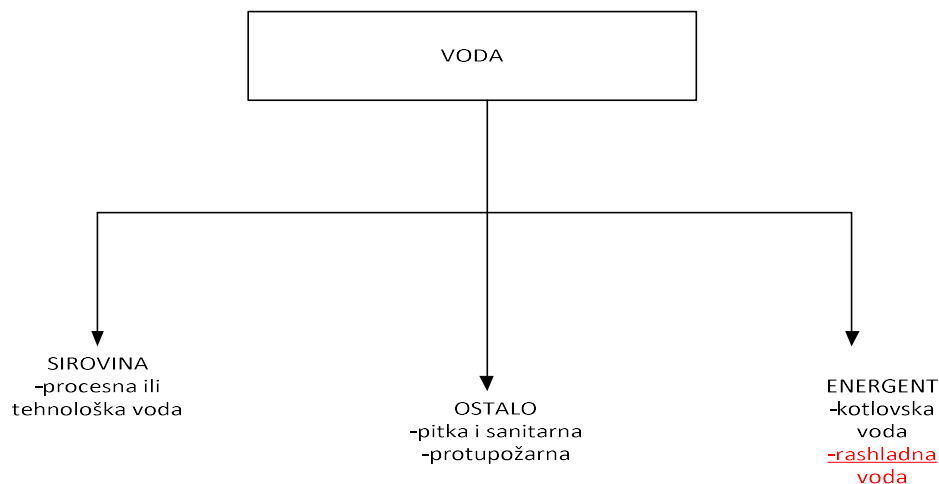 VODA
SIROVINA
-procesna ili
tehnološka voda
OSTALO
-pitka i sanitarna
-protupožarna
ENERGENT
-kotlovska
voda
-rashladna
voda